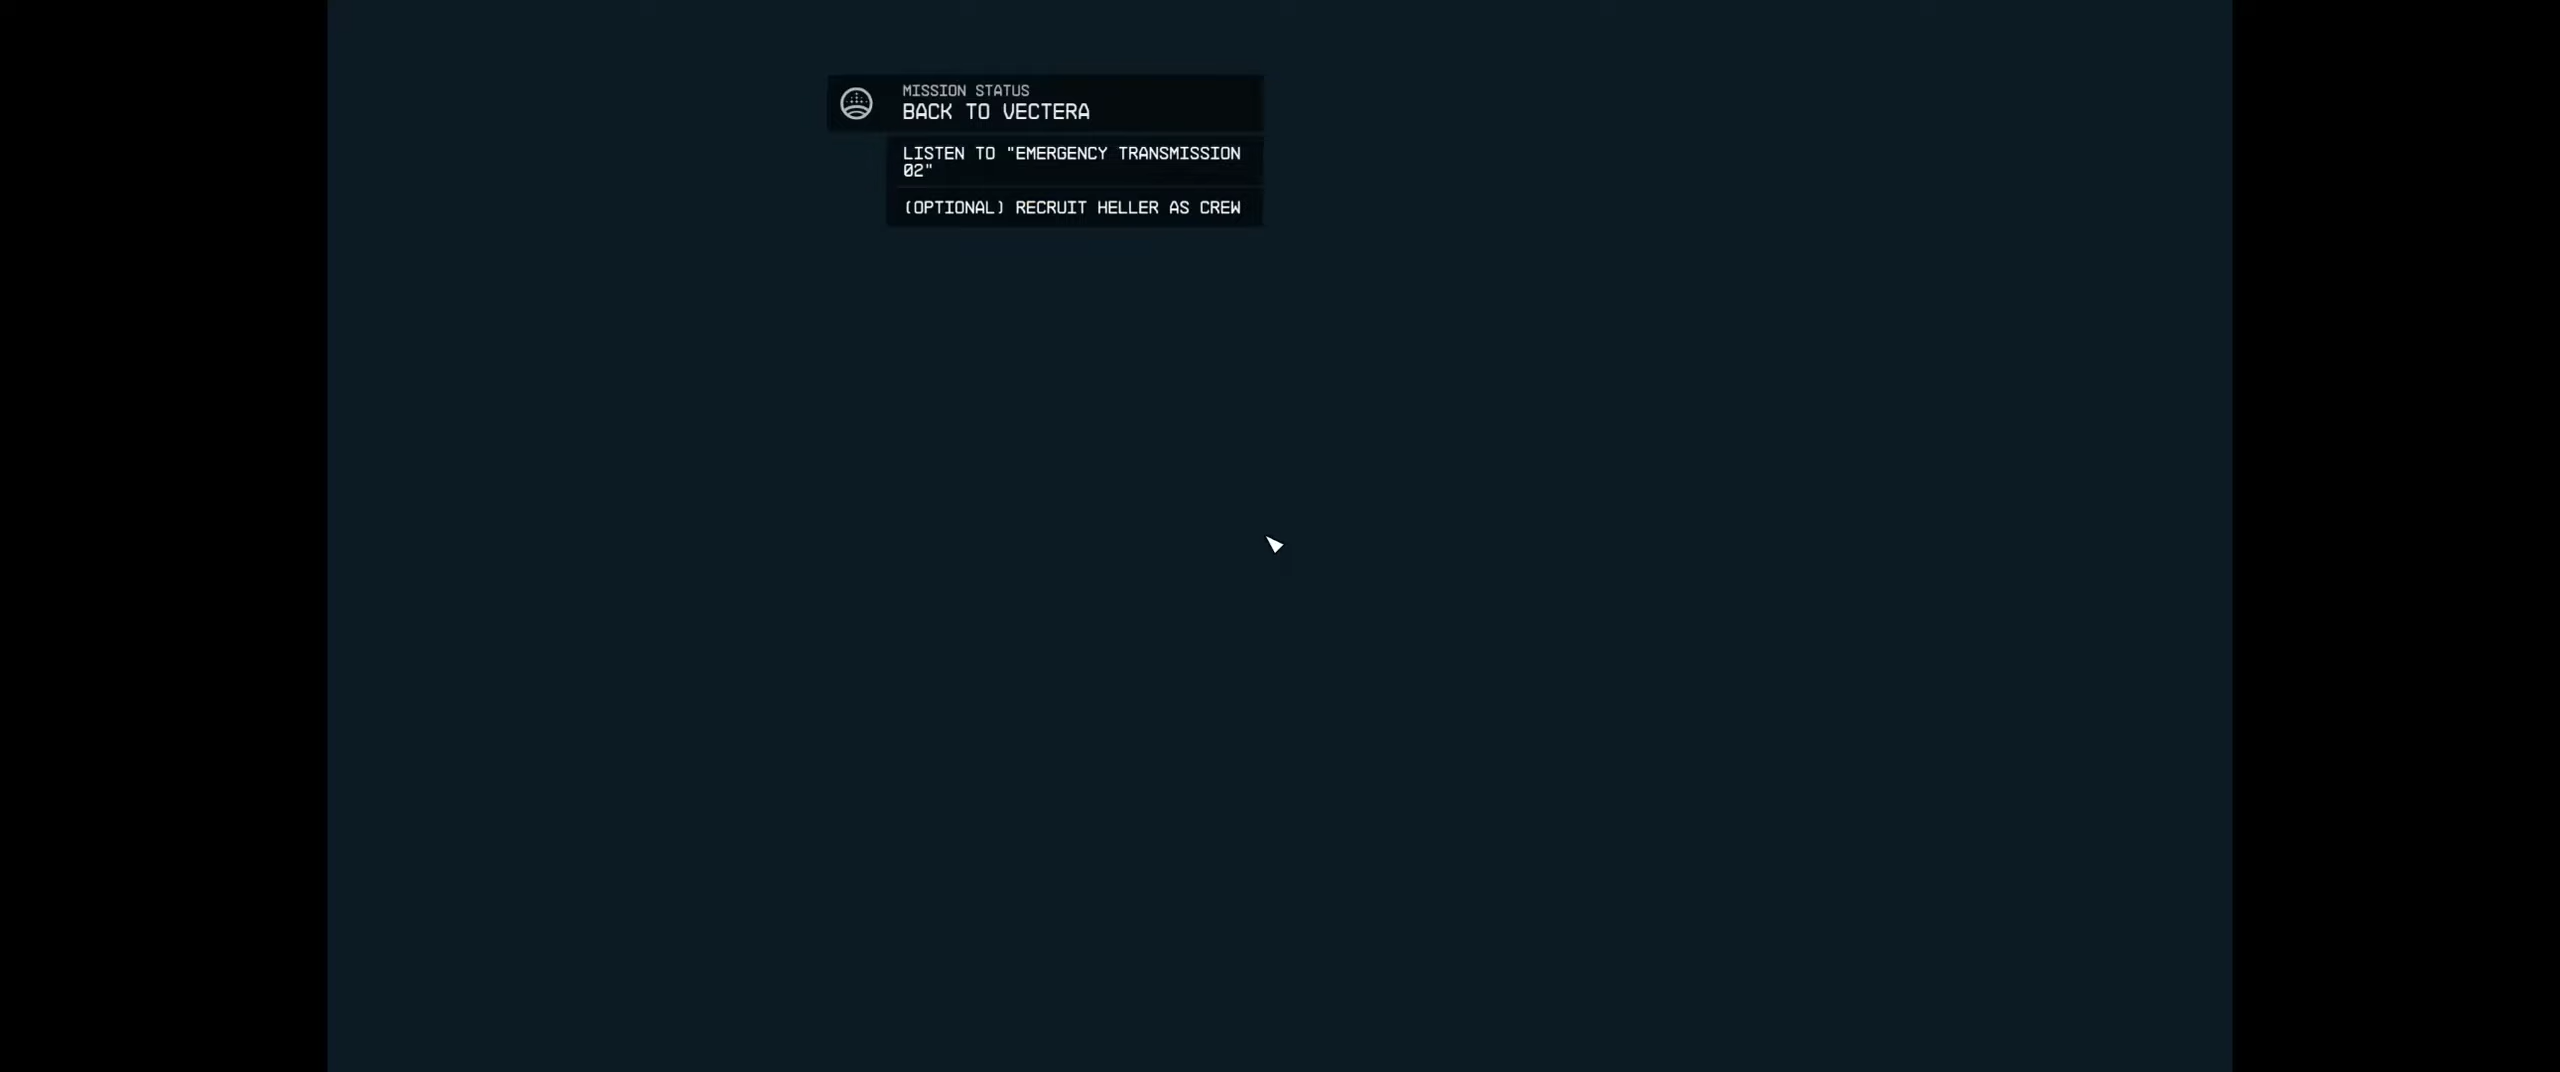 MISSION STATUS
BACK TO VECTERA
LISTEN TO "EMERGENCY TRANSMISSION
02"
(OPTIONAL) RECRUIT HELLER AS CREW